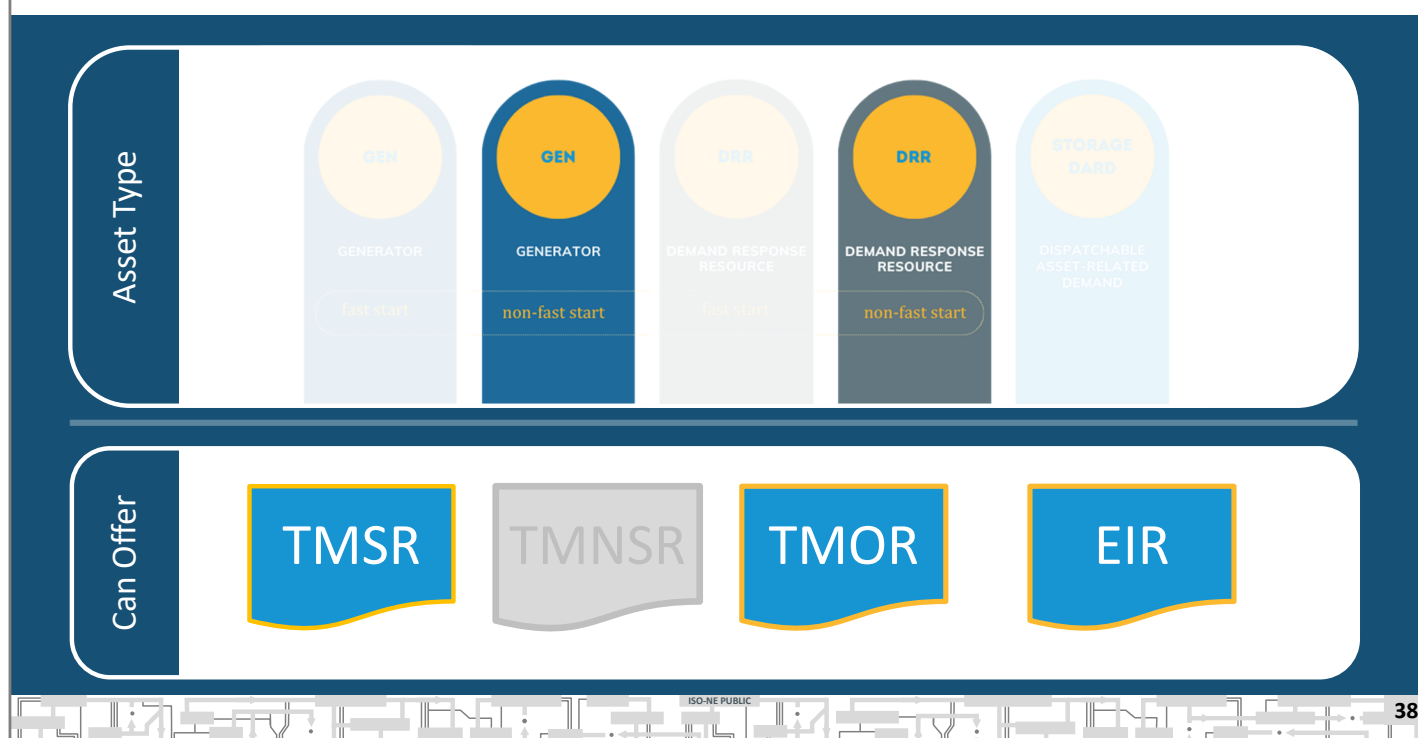 Asset Type
GEN
GENERATOR
fast start
GEN
GENERATOR
non-fast start
DRR
DEMAND RESPONSE
RESOURCE
fast start
DRR
DEMAND RESPONSE
RESOURCE
non-fast start
STORAGE
DARD
DISPATCHABLE
ASSET-RELATED
DEMAND
Can Offer
TMSR
TMNSR
TMOR
EIR
ISO-NE PUBLIC
38